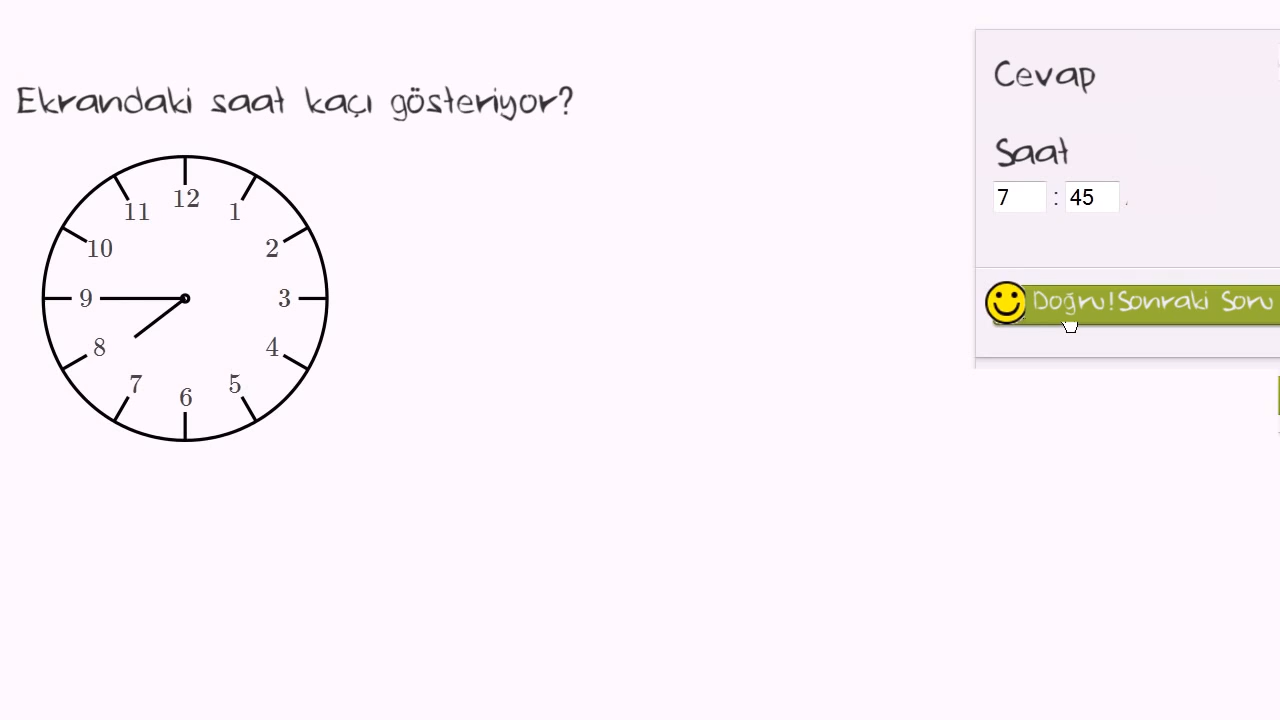 Ekrandaki saat kaçı gösteriyor?
12
11
1
10
2
9
3
8
4
7
5
6
Cevap
Saat
7 : 45
Doğru!Sonraki Soru